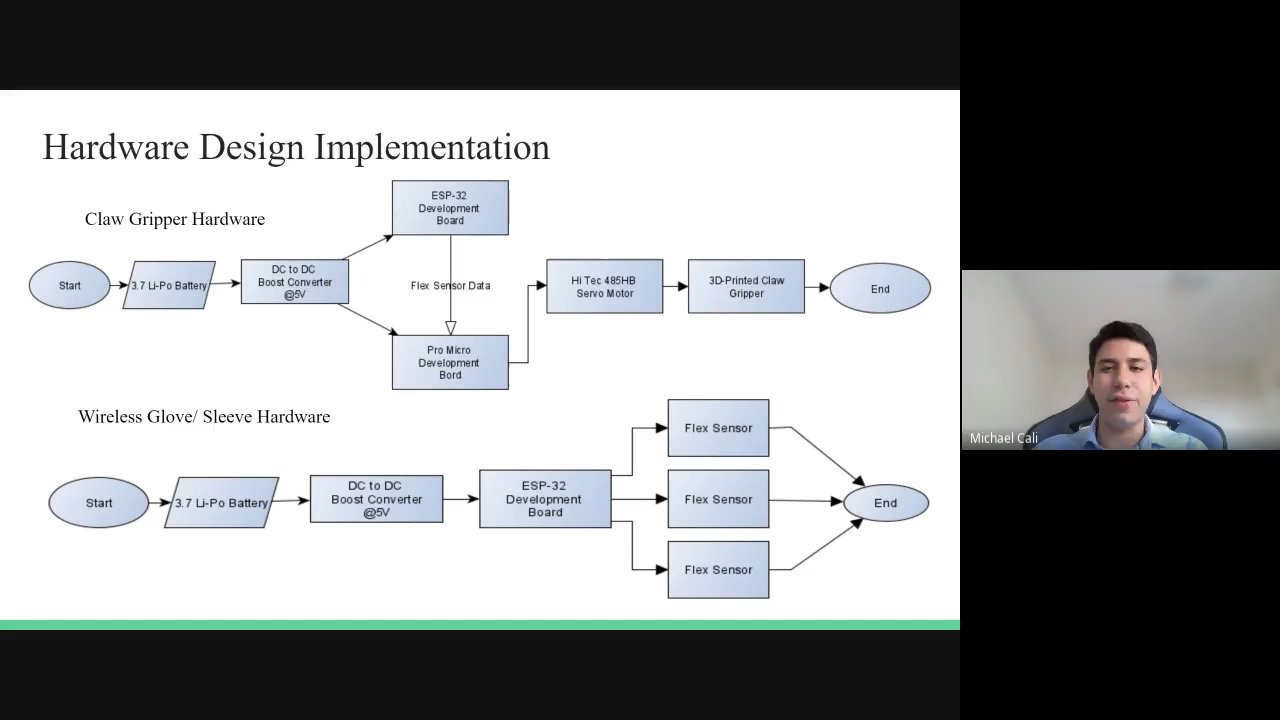 Hardware Design Implementation
Claw Gripper Hardware
Start
3.7 Li-Po Battery
DC to DC
Boost Converter
@5V
ESP-32
Development
Board
Flex Sensor Data
Pro Micro
Development
Bord
Hi Tec 485HB
Servo Motor
3D-Printed Claw
Gripper
End
Wireless Glove/ Sleeve Hardware
Start
3.7 Li-Po Battery
DC to DC
Boost Converter
@5V
ESP-32
Development
Board
Flex Sensor
Flex Sensor
Flex Sensor
End
Michael Cali